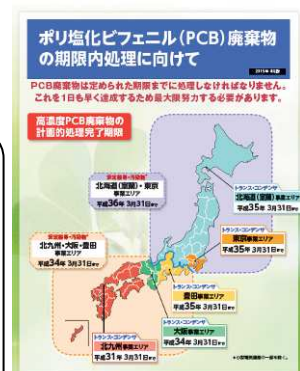 ポリ塩化ビフェニル(PCB)廃棄物
の期限内処理に向けて
PCB廃棄物は定められた期限までに処理しなければなりません。
これを1日も早く達成するため最大限努力する必要があります。
高濃度PCB廃棄物の
計画的処理完了期限
北海道(室蘭)・東京
事業エリア
平成36年 3月31日まで
トランス・コンデンサ
北海道(室蘭)事業エリア
平成35年 3月31日まで
北九州・大阪・豊田
事業エリア
平成34年 3月31日まで
トランス・コンデンサ
東京事業エリア
平成35年 3月31日まで
トランス・コンデンサ
豊田事業エリア
平成35年 3月31日まで
トランス・コンデンサ
大阪事業エリア
平成34年 3月31日まで
トランス・コンデンサ
北九州事業エリア
平成31年 3月31日まで